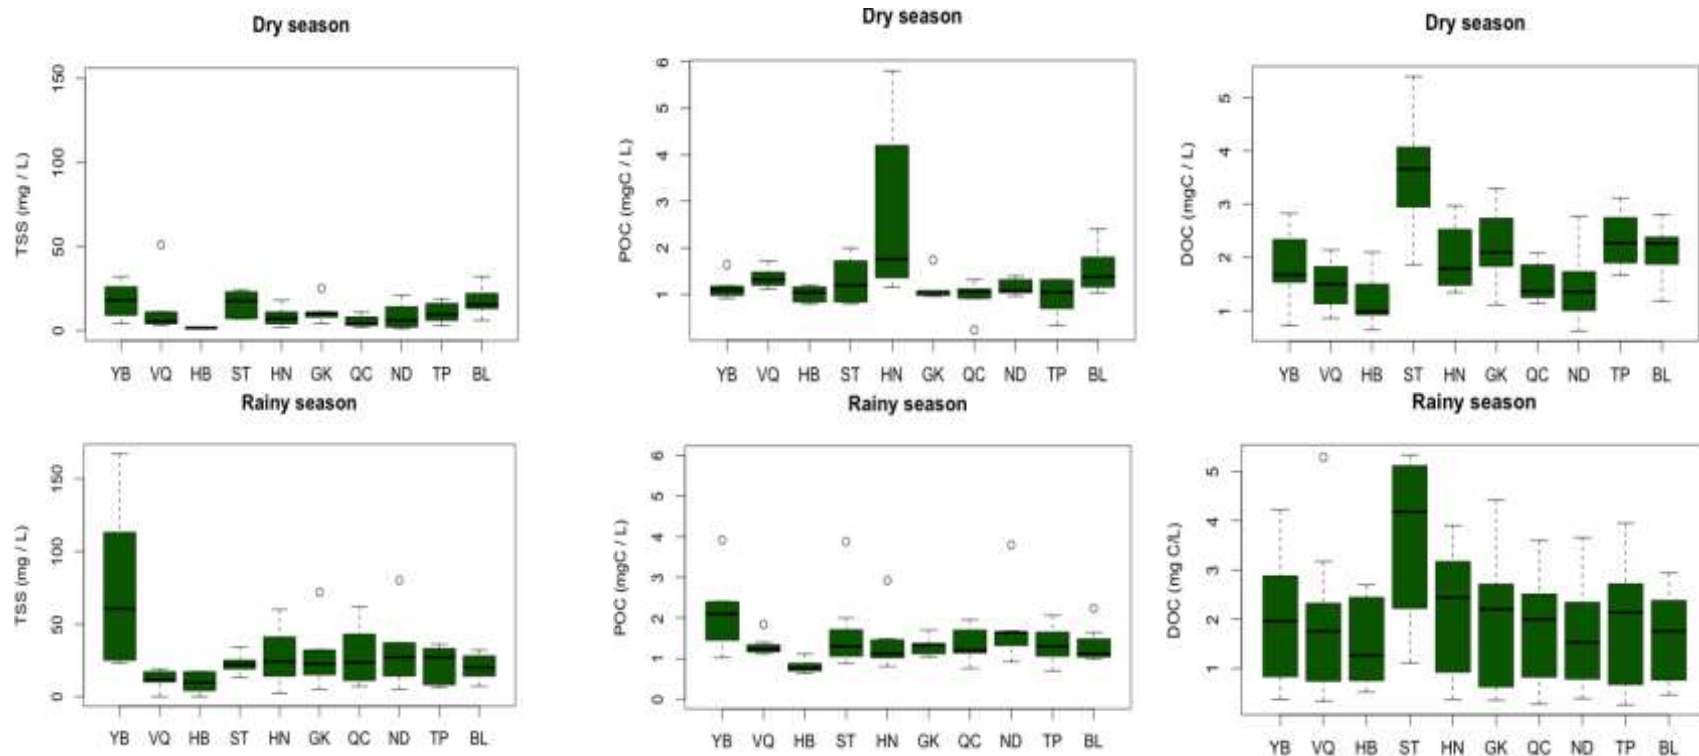 Dry season
TSS (mg / L)
150
100
50
0
YB VQ HB ST HN GK QC ND TP BL
Dry season
POC (mgC / L)
6
5
4
3
2
1
YB VQ HB ST HN GK QC ND TP BL
Dry season
DOC (mgC / L)
5
4
3
2
1
YB VQ HB ST HN GK QC ND TP BL
Rainy season
TSS (mg / L)
150
100
50
0
YB VQ HB ST HN GK QC ND TP BL
Rainy season
POC (mgC / L)
6
5
4
3
2
1
0
YB VQ HB ST HN GK QC ND TP BL
Rainy season
DOC (mg C/L)
5
4
3
2
1
YB VQ HB ST HN GK QC ND TP BL